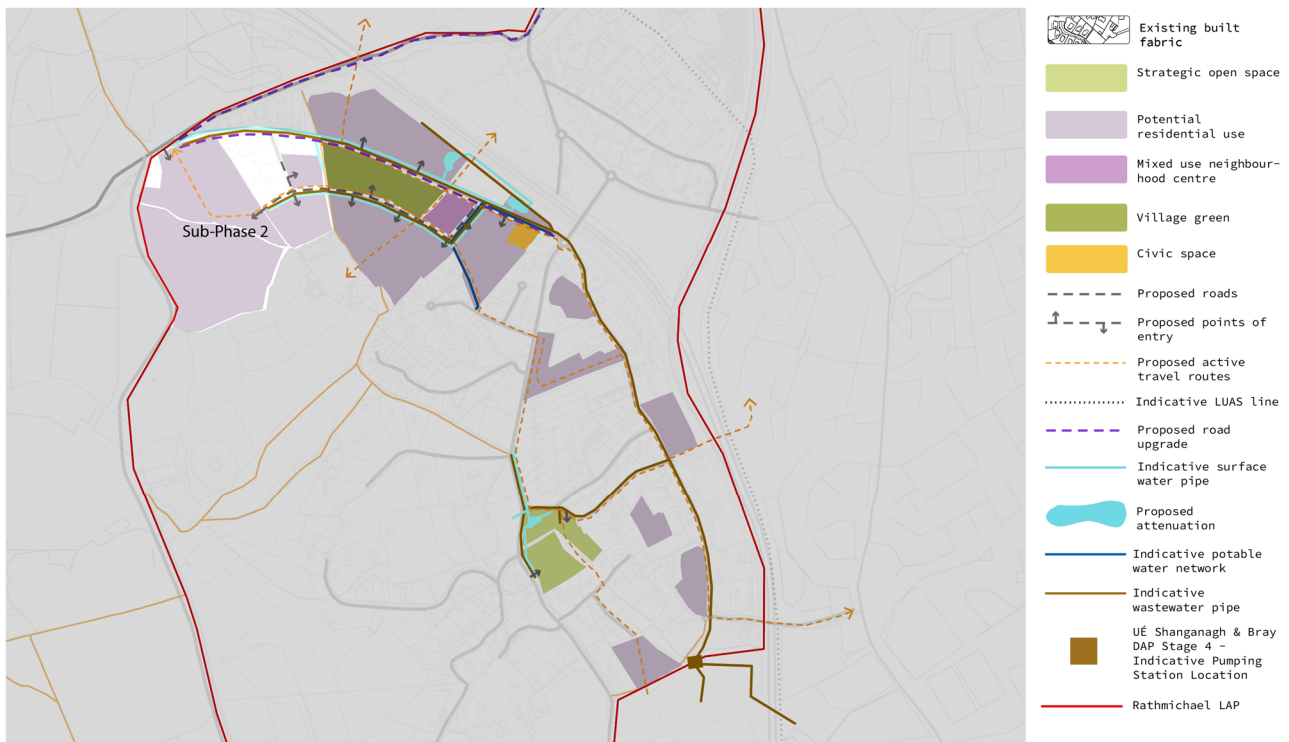 Sub-Phase 2
Existing built
fabric
Strategic open space
Potential
residential use
Mixed use neighbour-
hood centre
Village green
Civic space
Proposed roads
Proposed points of
entry
Proposed active
travel routes
Indicative LUAS line
Proposed road
upgrade
Indicative surface
water pipe
Proposed
attenuation
Indicative potable
water network
Indicative
wastewater pipe
UÉ Shanganagh & Bray
DAP Stage 4 –
Indicative Pumping
Station Location
Rathmichael LAP